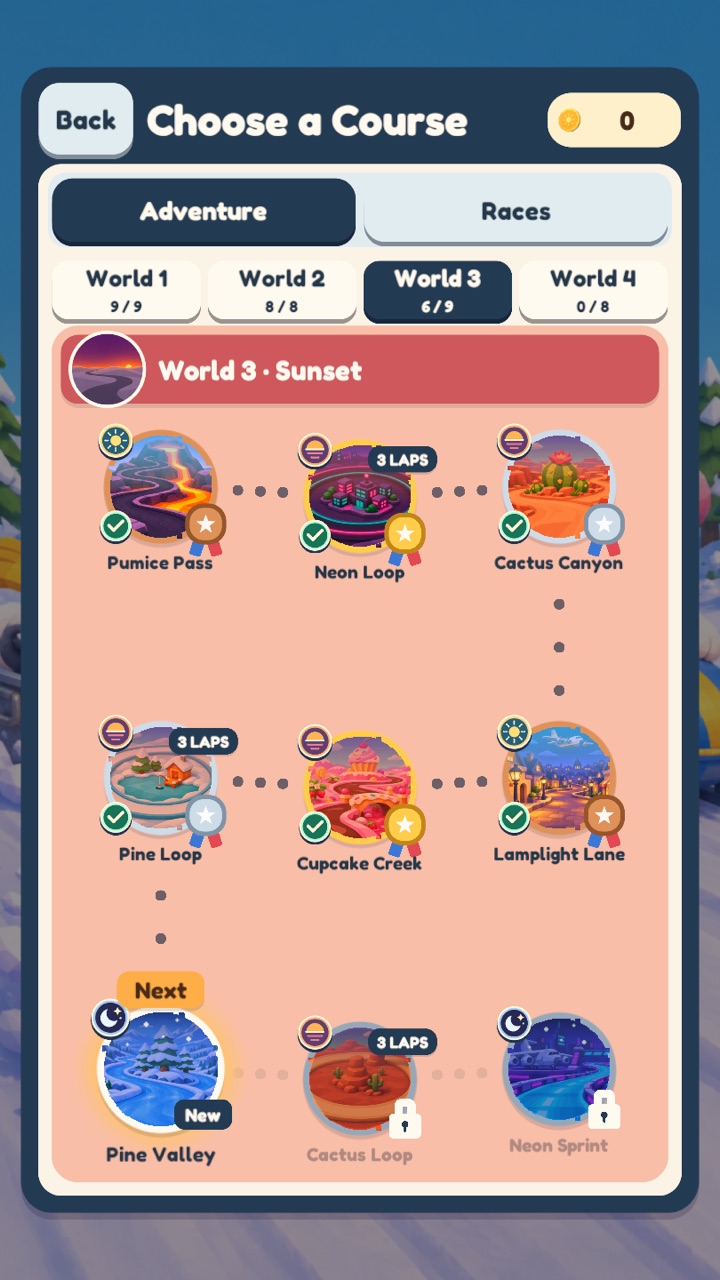 Back
Choose a Course
0
Adventure
Races
World 1
9/9
World 2
8/8
World 3
6/9
World 4
0/8
World 3 · Sunset
3 LAPS
Pumice Pass
Neon Loop
Cactus Canyon
3 LAPS
Pine Loop
Cupcake Creek
Lamplight Lane
Next
3 LAPS
New
Pine Valley
Cactus Loop
Neon Sprint